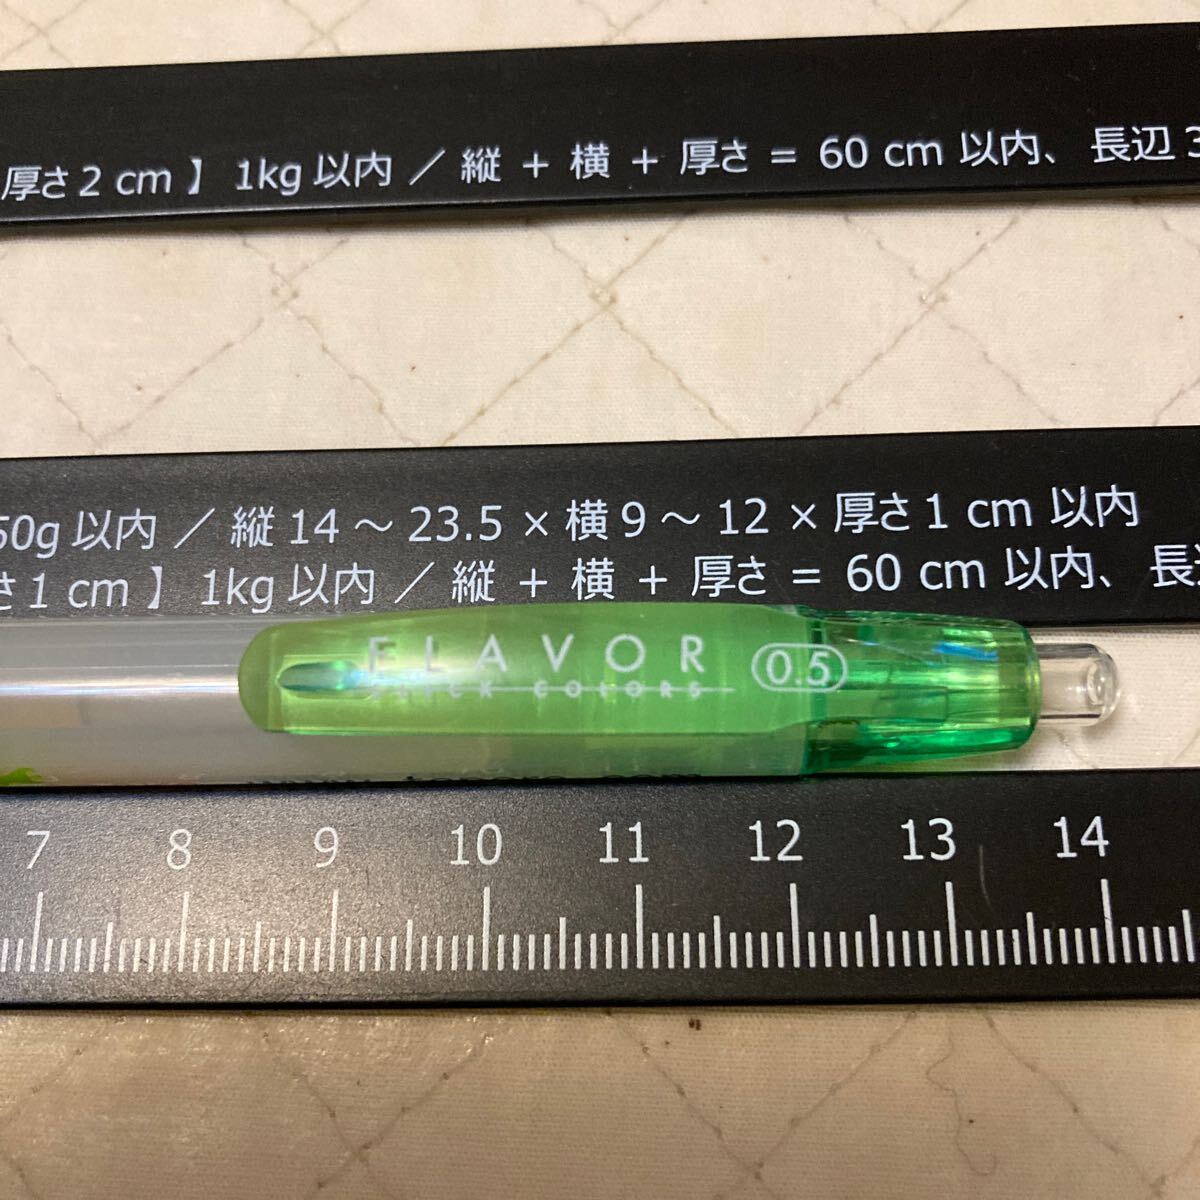 厚さ 2 cm 】 1kg 以内 ／ 縦 ＋ 横 ＋ 厚さ = 60 cm 以内、長辺 3
50g 以内 ／ 縦 14 ～ 23.5 × 横 9 ～ 12 × 厚さ 1 cm 以内
さ 1 cm 】 1kg 以内 ／ 縦 ＋ 横 ＋ 厚さ = 60 cm 以内、長
FLAVOR 0.5
COLORS
7 8 9 10 11 12 13 14